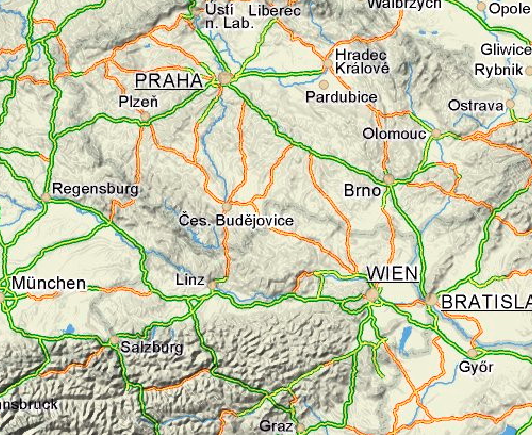 Ústí
n. Lab.
Liberec
Wałbrzych
Opole
Gliwice
Rybnik
Hradec
Králové
PRAHA
Plzeň
Pardubice
Ostrava
Olomouc
Regensburg
Brno
Čes. Budějovice
München
Linz
WIEN
BRATISLA
Salzburg
Győr
nsbruck
Graz